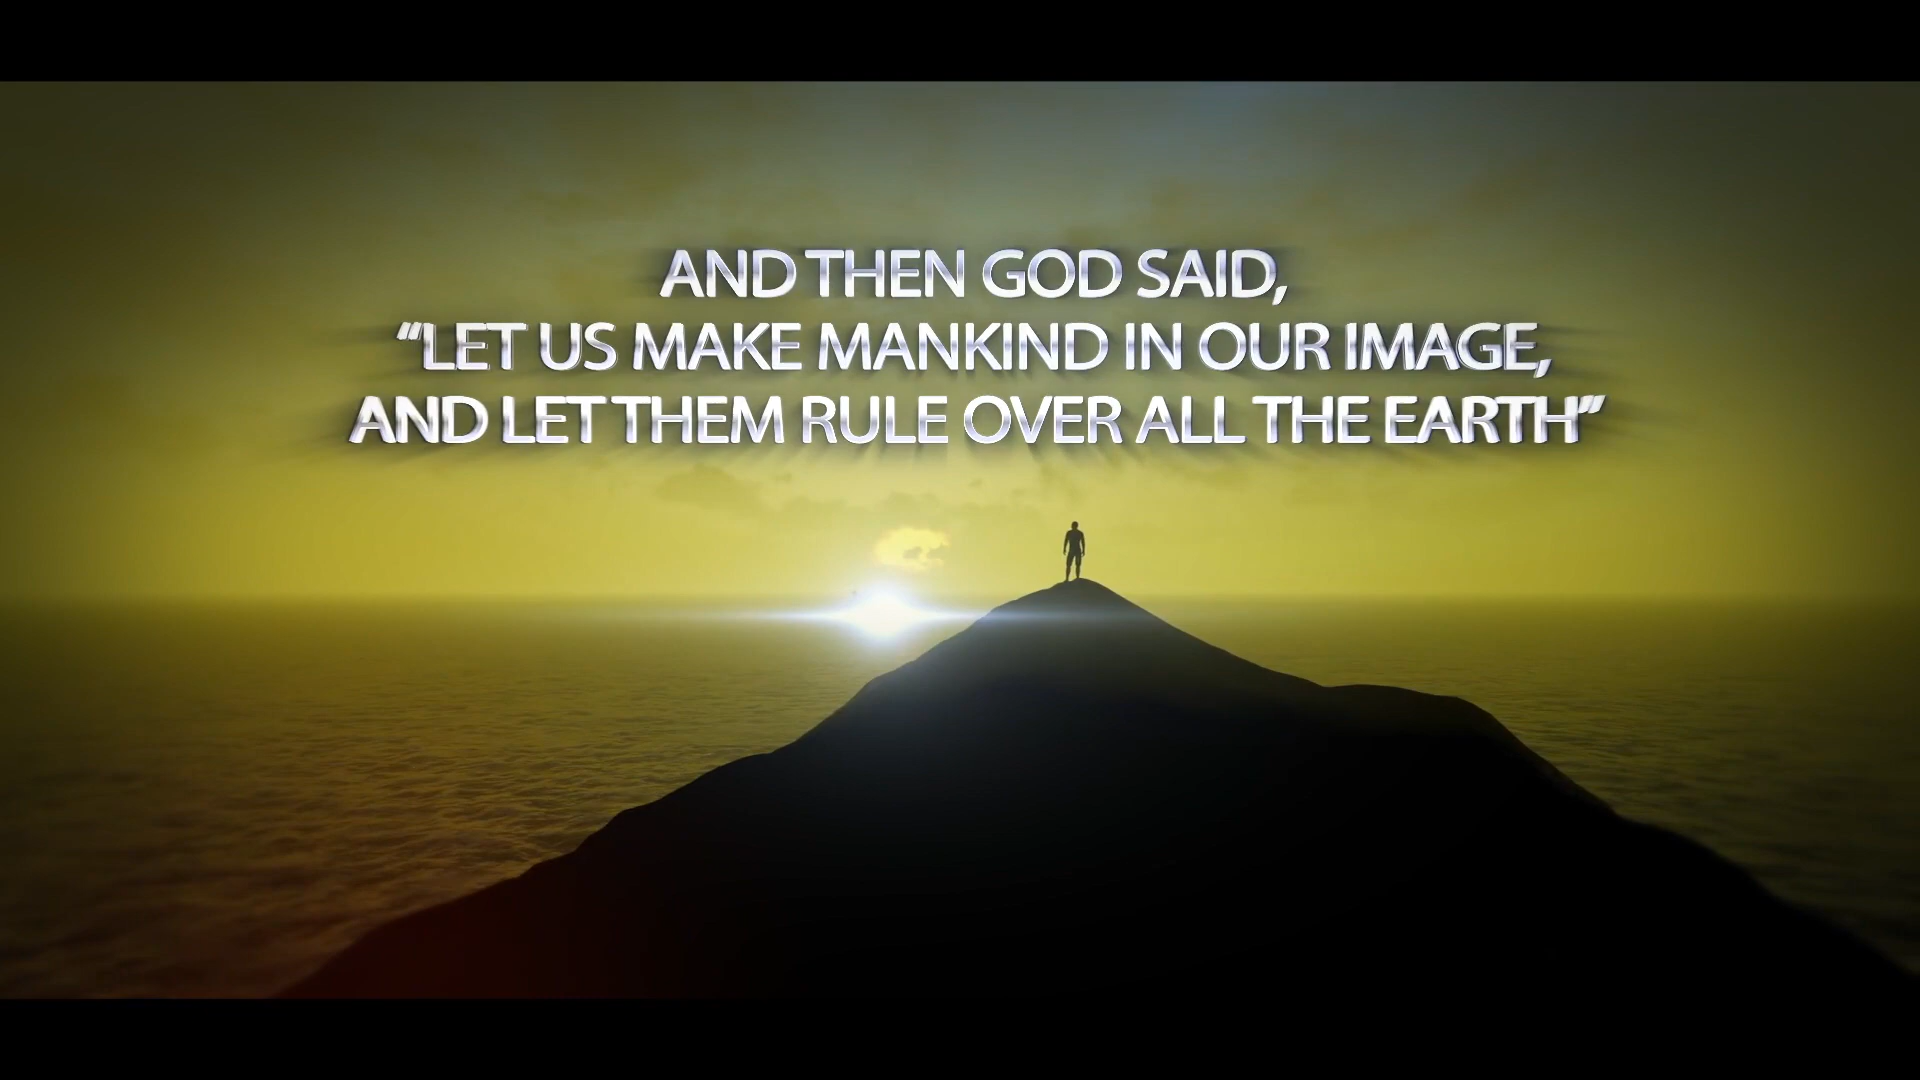 AND THEN GOD SAID,
“LET US MAKE MANKIND IN OUR IMAGE,
AND LET THEM RULE OVER ALL THE EARTH”